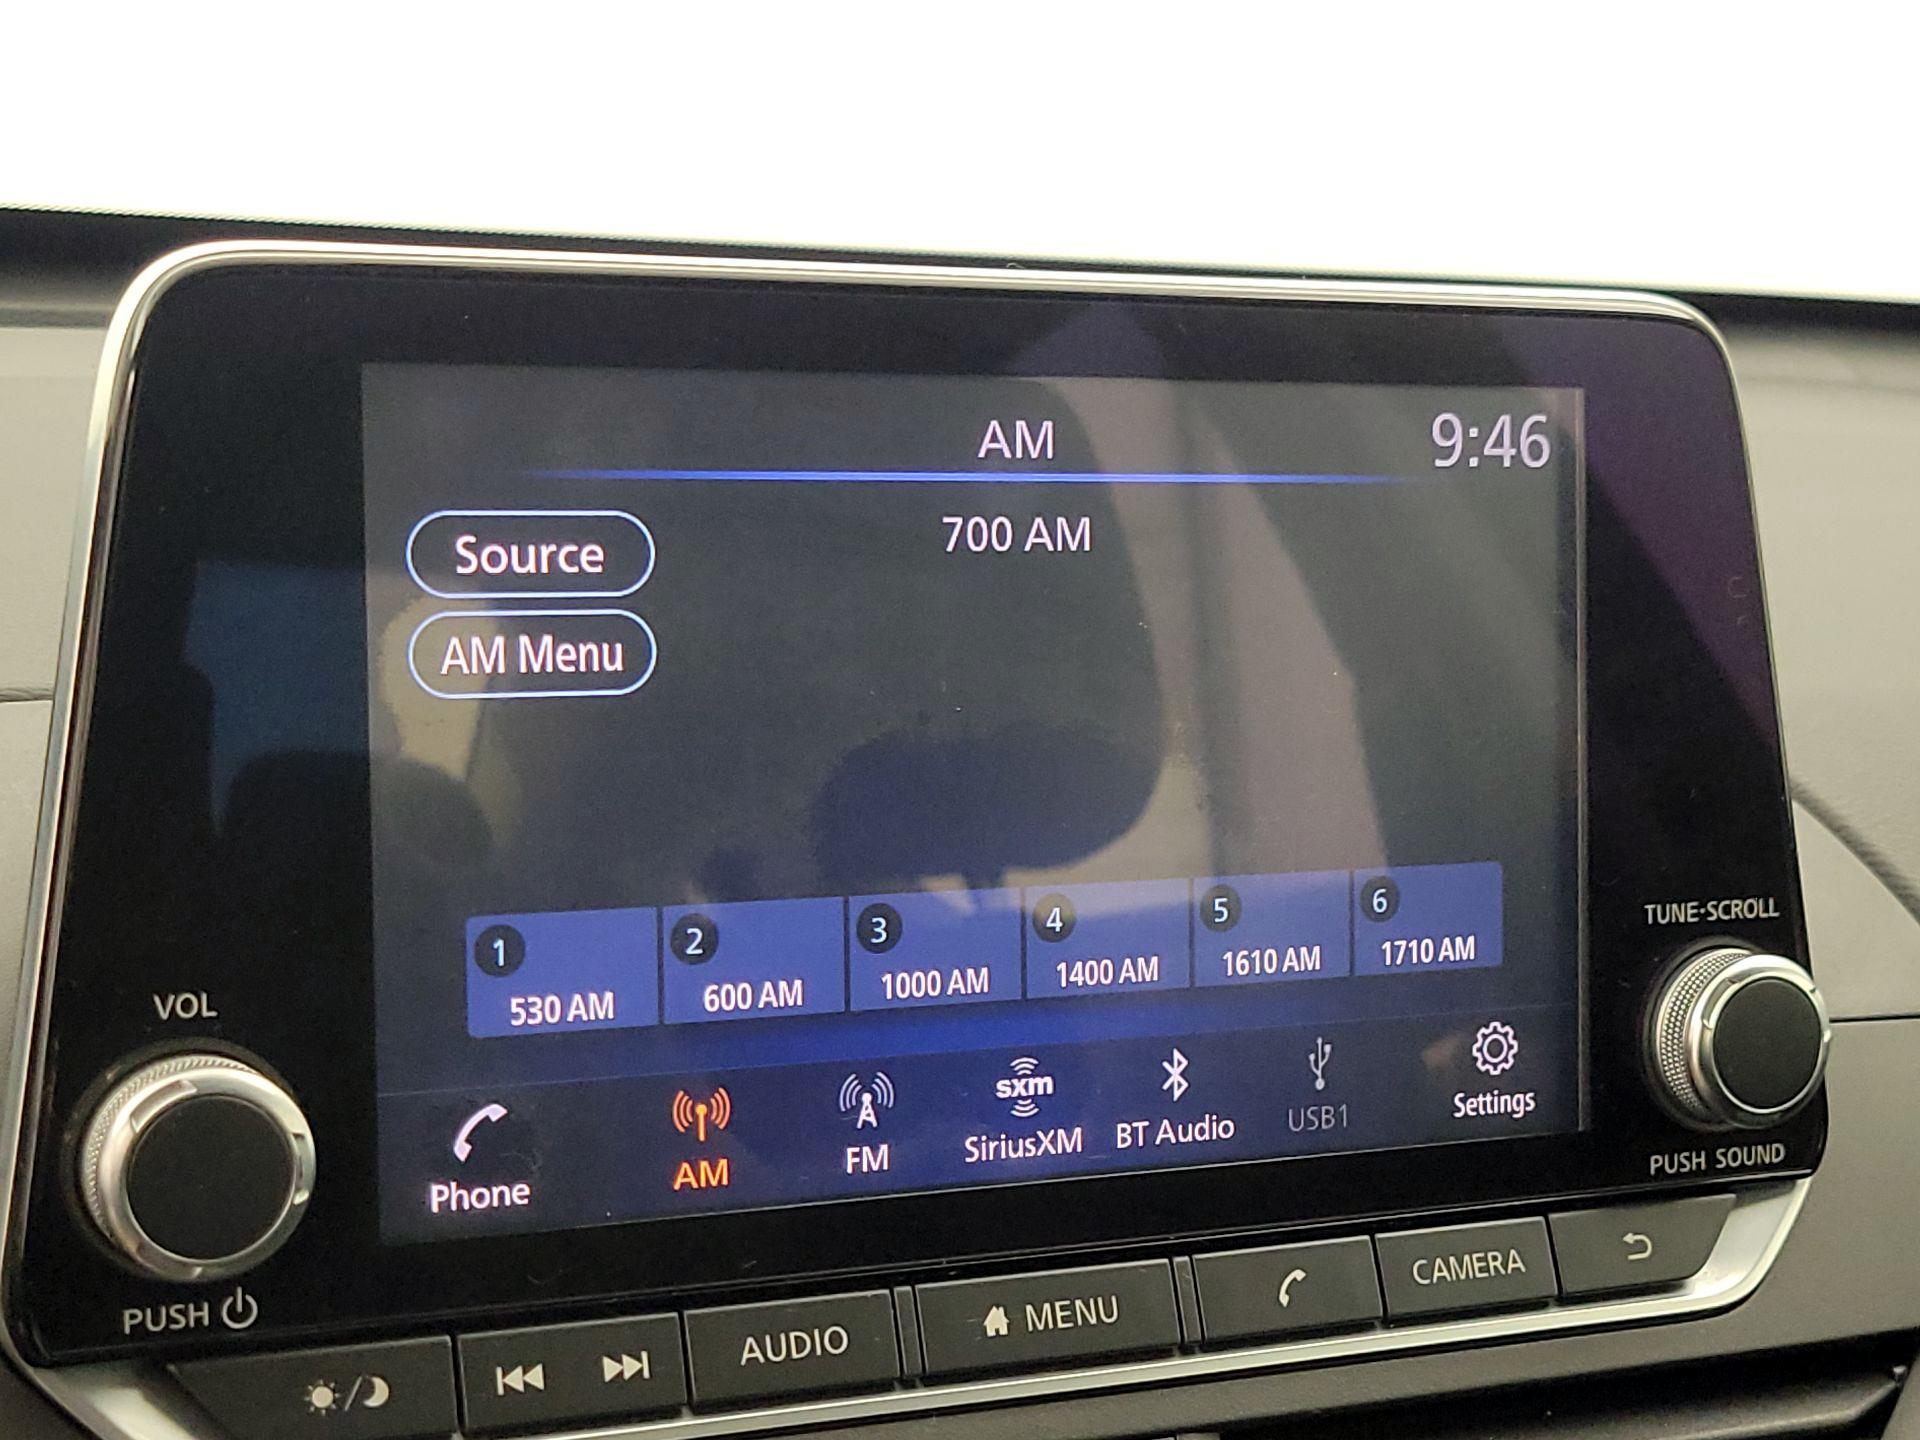 AM
9:46
700 AM
Source
AM Menu
1
530 AM
2
600 AM
3
1000 AM
4
1400 AM
5
1610 AM
6
1710 AM
Phone
AM
FM
sxm
SiriusXM
BT Audio
USB1
Settings
VOL
PUSH
TUNE·SCROLL
PUSH SOUND
AUDIO
MENU
CAMERA